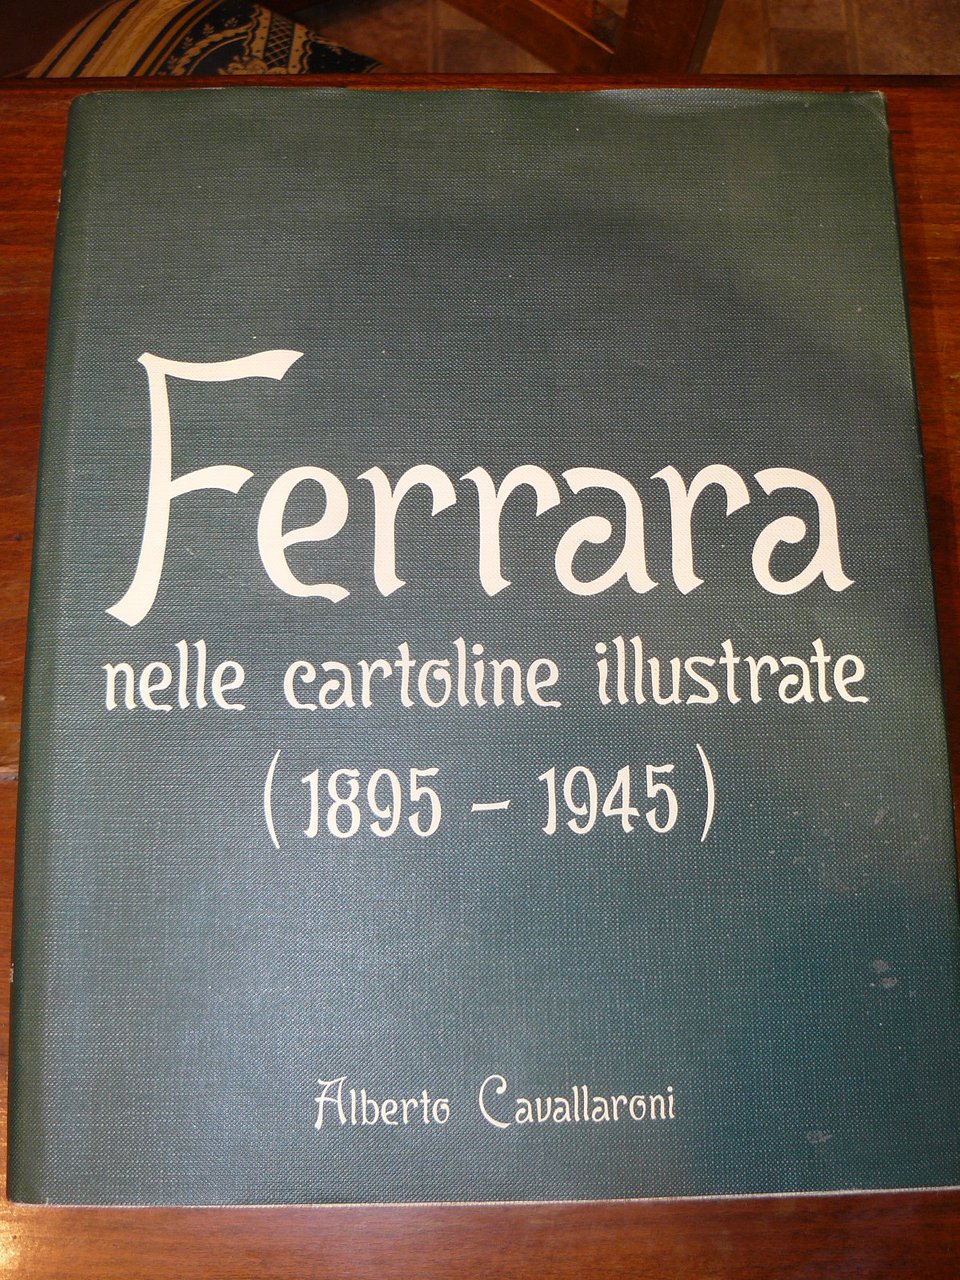 Ferrara
nelle cartoline illustrate
(1895 - 1945)
Alberto Cavallaroni